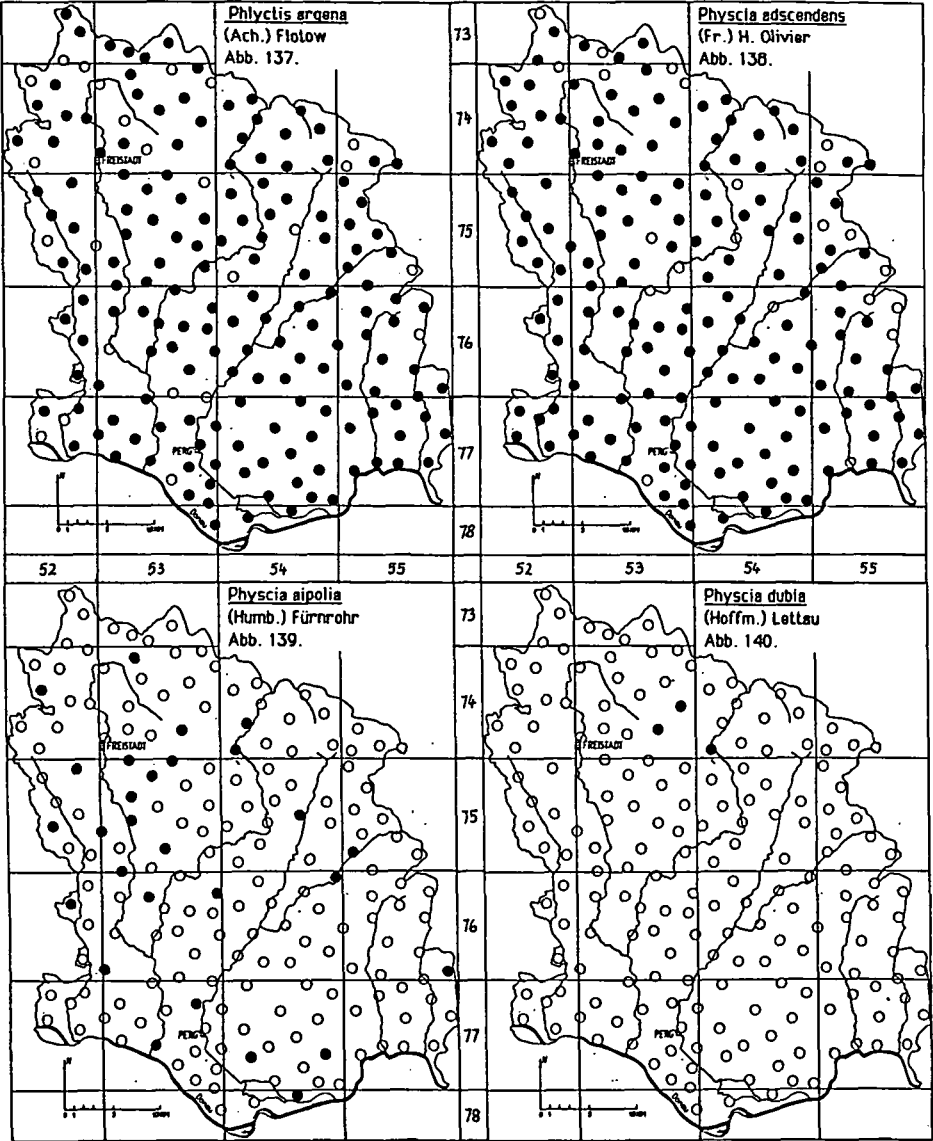 Phlyctis argena
(Ach.) Flotow
Abb. 137.
FREISTADT
PERG
N
Physcia adscendens
(Fr.) H. Olivier
Abb. 138.
FREISTADT
PERG
N
73
74
75
76
77
78
52 53 54 55
52 53 54 55
Physcia aipolia
(Humb.) Fürnrohr
Abb. 139.
FREISTADT
PERG
N
Physcia dubia
(Hoffm.) Lettau
Abb. 140.
FREISTADT
PERG
N
73
74
75
76
77
78